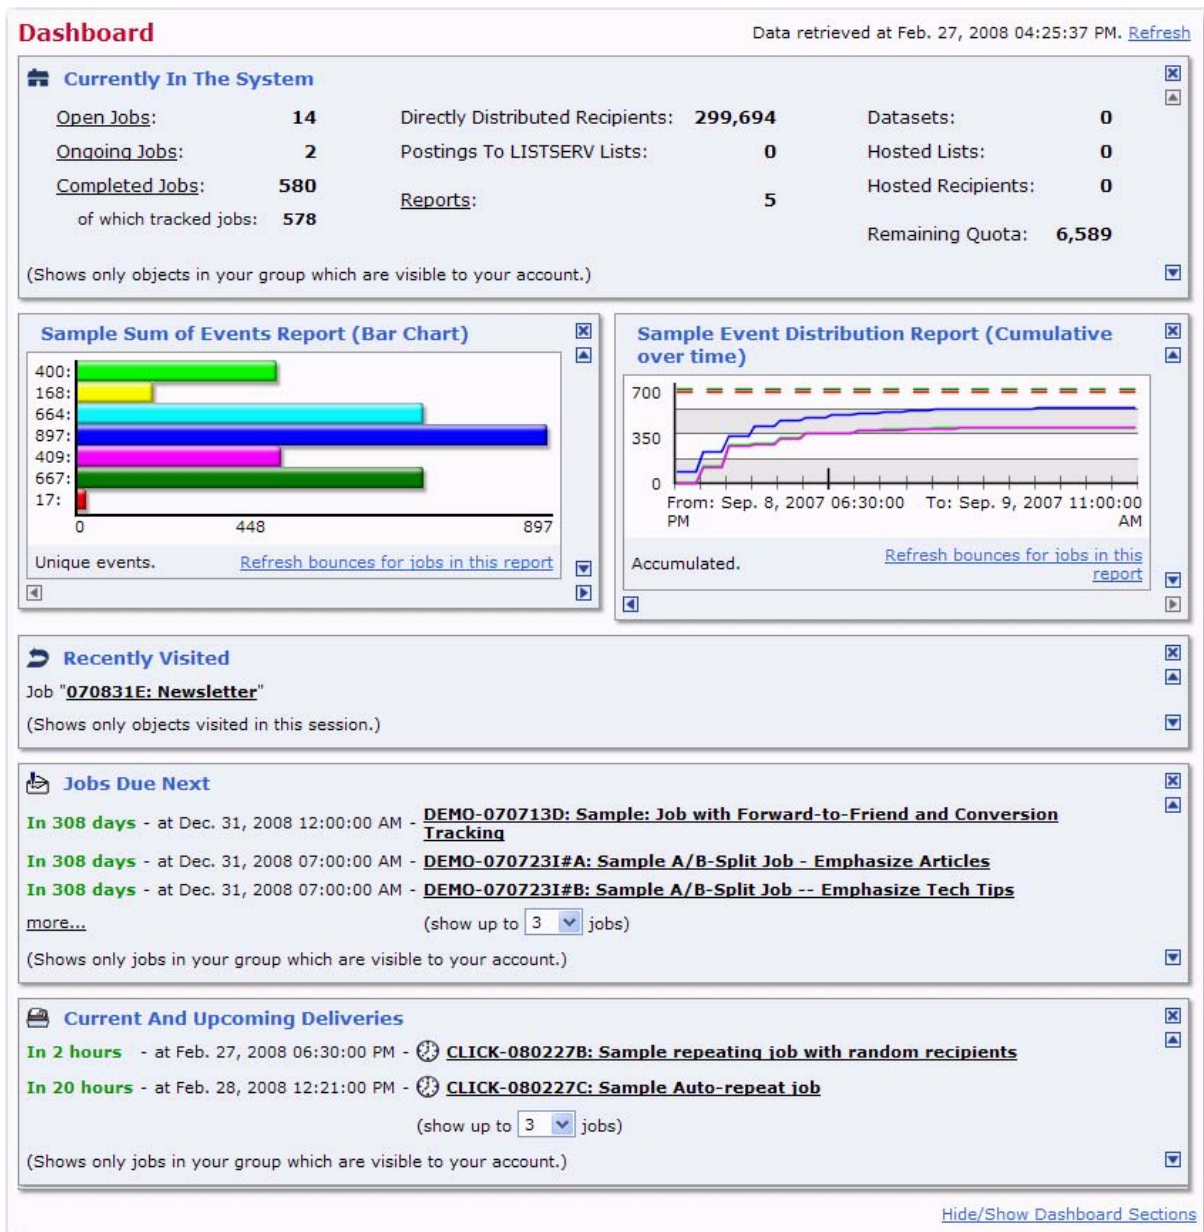 Dashboard
Data retrieved at Feb. 27, 2008 04:25:37 PM. Refresh
Currently In The System
Open Jobs: 14
Ongoing Jobs: 2
Completed Jobs: 580
of which tracked jobs: 578
Directly Distributed Recipients: 299,694
Postings To LISTSERV Lists: 0
Reports: 5
Datasets: 0
Hosted Lists: 0
Hosted Recipients: 0
Remaining Quota: 6,589
(Shows only objects in your group which are visible to your account.)
Sample Sum of Events Report (Bar Chart)
400:
168:
664:
897:
409:
667:
17:
0 448 897
Unique events. Refresh bounces for jobs in this report
Sample Event Distribution Report (Cumulative
over time)
700
350
0
From: Sep. 8, 2007 06:30:00 To: Sep. 9, 2007 11:00:00
PM AM
Accumulated. Refresh bounces for jobs in this
report
Recently Visited
Job "070831E: Newsletter"
(Shows only objects visited in this session.)
Jobs Due Next
In 308 days - at Dec. 31, 2008 12:00:00 AM - DEMO-070713D: Sample: Job with Forward-to-Friend and Conversion
Tracking
In 308 days - at Dec. 31, 2008 07:00:00 AM - DEMO-070723I#A: Sample A/B-Split Job - Emphasize Articles
In 308 days - at Dec. 31, 2008 07:00:00 AM - DEMO-070723I#B: Sample A/B-Split Job -- Emphasize Tech Tips
more... (show up to 3 jobs)
(Shows only jobs in your group which are visible to your account.)
Current And Upcoming Deliveries
In 2 hours - at Feb. 27, 2008 06:30:00 PM - CLICK-080227B: Sample repeating job with random recipients
In 20 hours - at Feb. 28, 2008 12:21:00 PM - CLICK-080227C: Sample Auto-repeat job
(show up to 3 jobs)
(Shows only jobs in your group which are visible to your account.)
Hide/Show Dashboard Sections